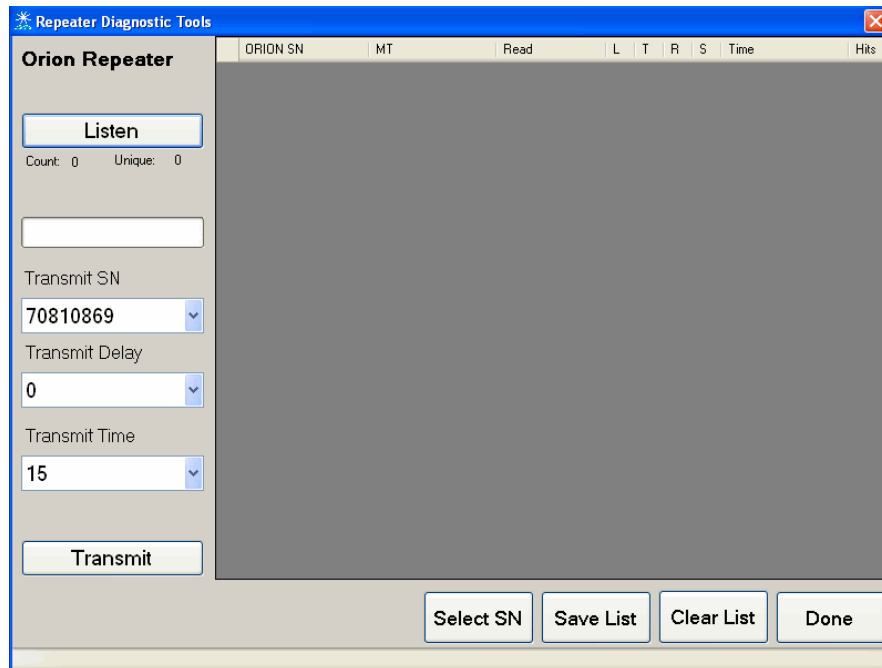 Repeater Diagnostic Tools
Orion Repeater
ORION SN MT Read L T R S Time Hits
Listen
Count: 0 Unique: 0
Transmit SN
70810869
Transmit Delay
0
Transmit Time
15
Transmit
Select SN Save List Clear List Done